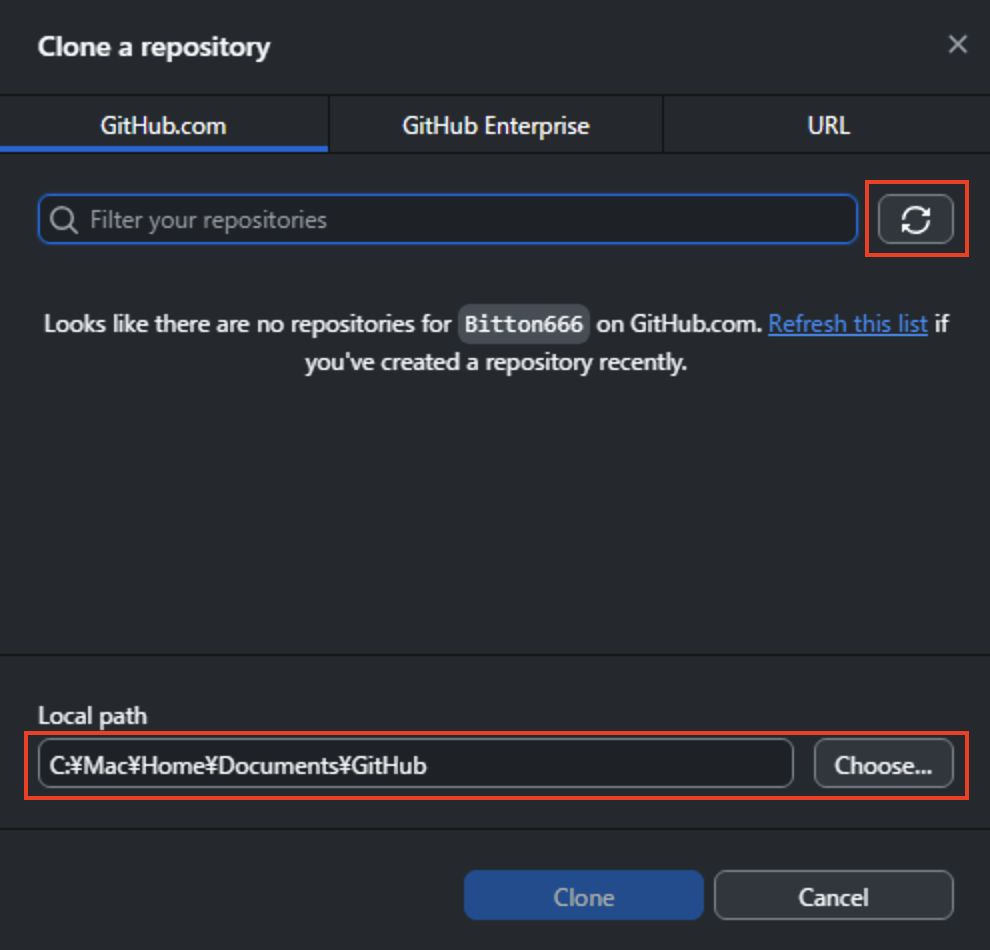 Clone a repository
GitHub.com
GitHub Enterprise
URL
Filter your repositories
Looks like there are no repositories for Bitton666 on GitHub.com. Refresh this list if
you've created a repository recently.
Local path
C:¥Mac¥Home¥Documents¥GitHub
Choose...
Clone
Cancel